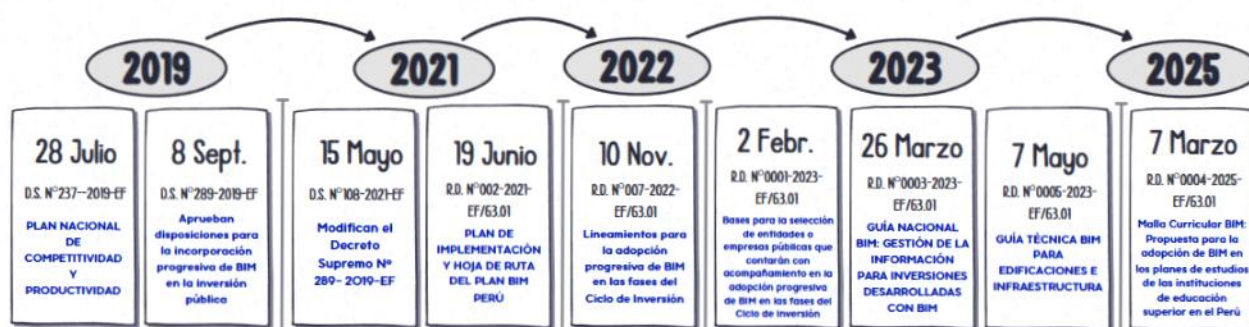 2019
2021
2022
2023
2025
28 Julio
D.S. N°237--2019-EF
PLAN NACIONAL
DE
COMPETITIVIDAD
Y
PRODUCTIVIDAD
8 Sept.
D.S. N°289-2019-EF
Aprueban
disposiciones para
la incorporación
progresiva de BIM
en la inversión
pública
15 Mayo
D.S. N°108-2021-EF
Modifican el
Decreto
Supremo Nº
289- 2019-EF
19 Junio
R.D. N°002-2021-
EF/63.01
PLAN DE
IMPLEMENTACIÓN
Y HOJA DE RUTA
DEL PLAN BIM
PERÚ
10 Nov.
R.D. N°007-2022-
EF/63.01
Lineamientos para
la adopción
progresiva de BIM
en las fases del
Ciclo de Inversión
2 Febr.
R.D. N°0001-2023-
EF/63.01
Bases para la selección
de entidades o
empresas públicas que
contarán con
acompañamiento en la
adopción progresiva
de BIM en las fases del
Ciclo de Inversión
26 Marzo
R.D. N°0003-2023-
EF/63.01
GUÍA NACIONAL
BIM: GESTIÓN DE LA
INFORMACIÓN
PARA INVERSIONES
DESARROLLADAS
CON BIM
7 Mayo
R.D. N°0005-2023-
EF/63.01
GUÍA TÉCNICA BIM
PARA
EDIFICACIONES E
INFRAESTRUCTURA
7 Marzo
R.D. N°0004-2025-
EF/63.01
Malla Curricular BIM:
Propuesta para la
adopción de BIM en
los planes de estudios
de las instituciones
de educación
superior en el Perú